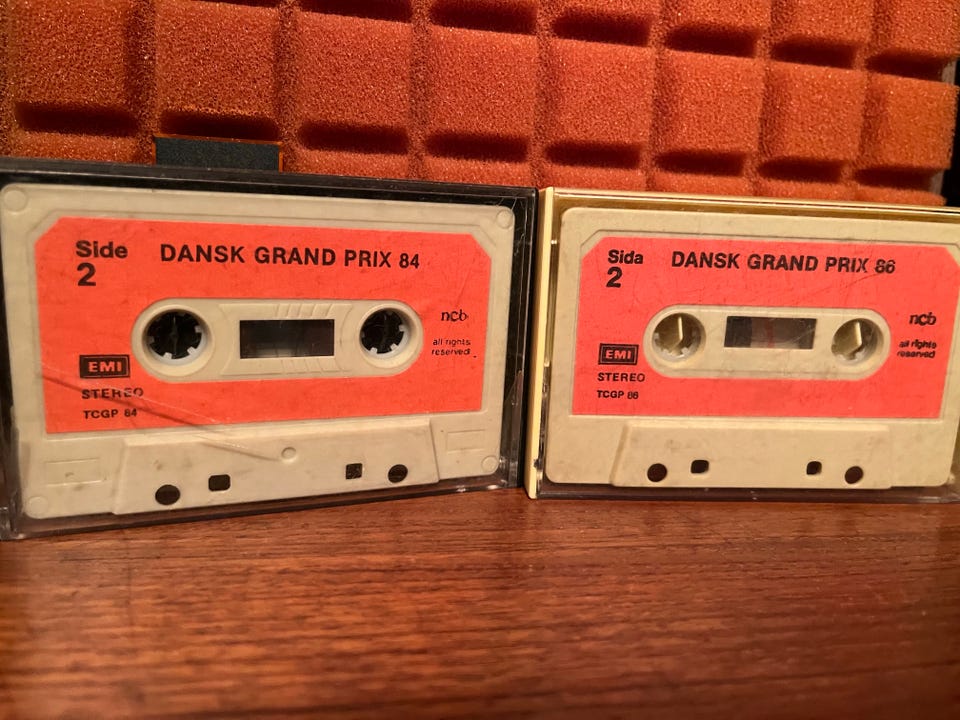 Side
2
DANSK GRAND PRIX 84
ncb
all rights
reserved
EMI
STEREO
TCGP 84
Sida
2
DANSK GRAND PRIX 86
ncb
all rights
reserved
EMI
STEREO
TCGP 86